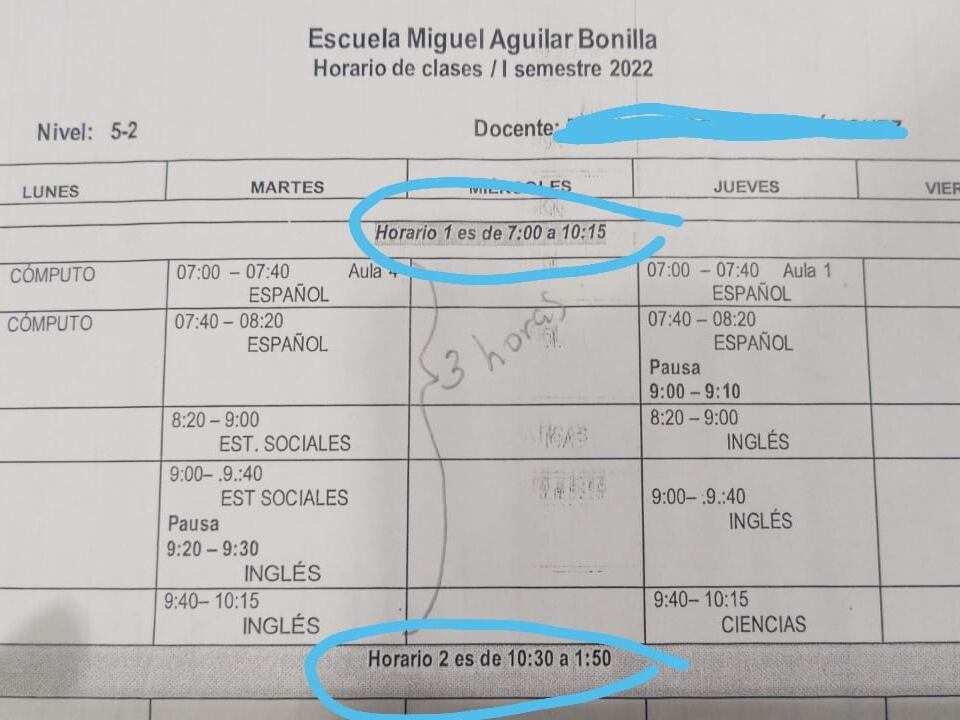 Escuela Miguel Aguilar Bonilla
Horario de clases / I semestre 2022
Nivel: 5-2
Docente:
LUNES MARTES MIÉRCOLES JUEVES VIER
Horario 1 es de 7:00 a 10:15
CÓMPUTO
07:00 – 07:40 Aula 4
ESPAÑOL
07:00 – 07:40 Aula 1
ESPAÑOL
CÓMPUTO
07:40 – 08:20
ESPAÑOL
3 horas
07:40 – 08:20
ESPAÑOL
Pausa
9:00 – 9:10
8:20 – 9:00
EST. SOCIALES
8:20 – 9:00
INGLÉS
9:00– .9.:40
EST SOCIALES
Pausa
9:20 – 9:30
INGLÉS
9:00– .9.:40
INGLÉS
9:40– 10:15
INGLÉS
9:40– 10:15
CIENCIAS
Horario 2 es de 10:30 a 1:50